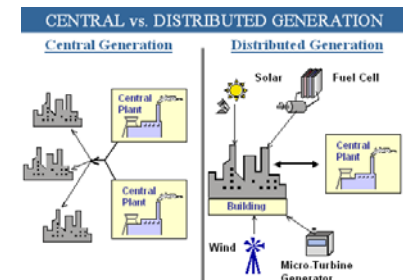 CENTRAL vs. DISTRIBUTED GENERATION
Central Generation
Central
Plant
Central
Plant
Distributed Generation
Solar
Fuel Cell
Central
Plant
Building
Wind
Micro-Turbine
Generator